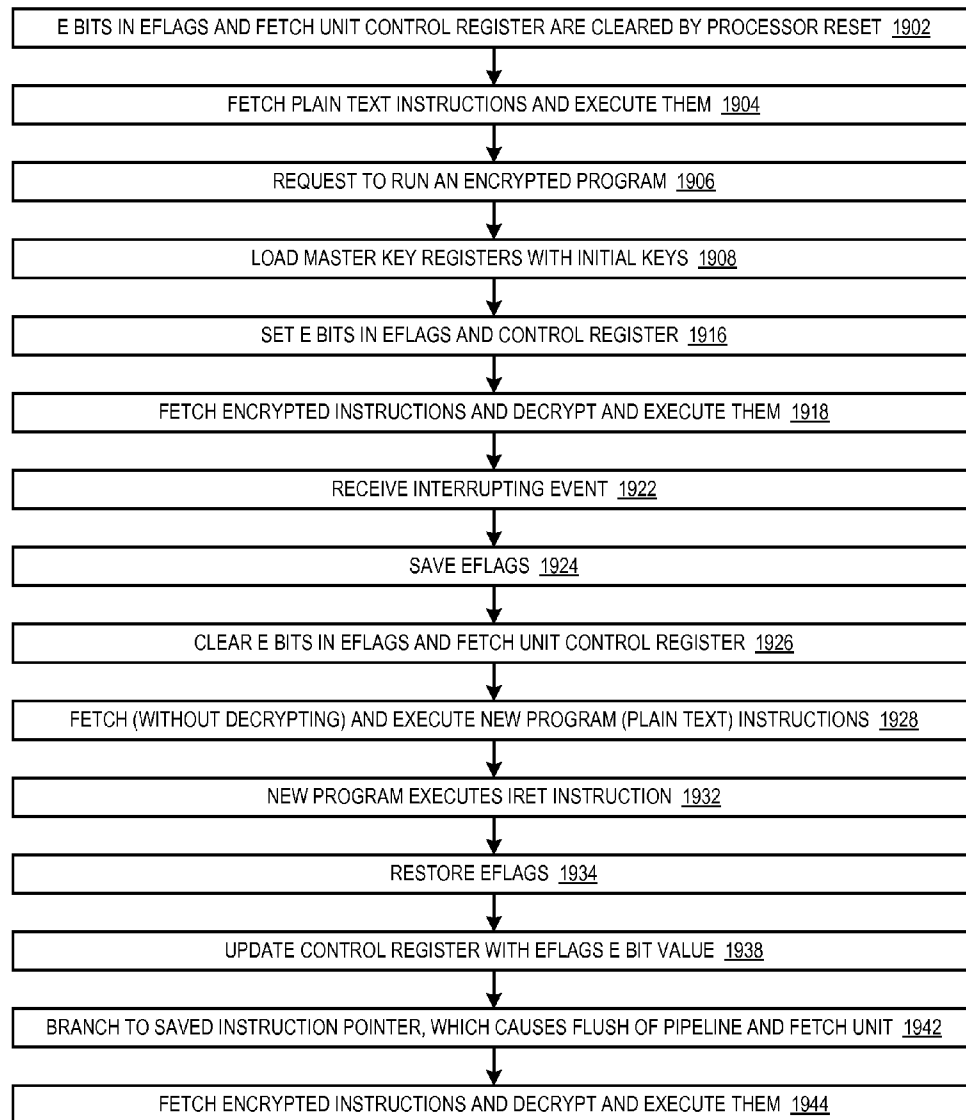 E BITS IN EFLAGS AND FETCH UNIT CONTROL REGISTER ARE CLEARED BY PROCESSOR RESET 1902
FETCH PLAIN TEXT INSTRUCTIONS AND EXECUTE THEM 1904
REQUEST TO RUN AN ENCRYPTED PROGRAM 1906
LOAD MASTER KEY REGISTERS WITH INITIAL KEYS 1908
SET E BITS IN EFLAGS AND CONTROL REGISTER 1916
FETCH ENCRYPTED INSTRUCTIONS AND DECRYPT AND EXECUTE THEM 1918
RECEIVE INTERRUPTING EVENT 1922
SAVE EFLAGS 1924
CLEAR E BITS IN EFLAGS AND FETCH UNIT CONTROL REGISTER 1926
FETCH (WITHOUT DECRYPTING) AND EXECUTE NEW PROGRAM (PLAIN TEXT) INSTRUCTIONS 1928
NEW PROGRAM EXECUTES IRET INSTRUCTION 1932
RESTORE EFLAGS 1934
UPDATE CONTROL REGISTER WITH EFLAGS E BIT VALUE 1938
BRANCH TO SAVED INSTRUCTION POINTER, WHICH CAUSES FLUSH OF PIPELINE AND FETCH UNIT 1942
FETCH ENCRYPTED INSTRUCTIONS AND DECRYPT AND EXECUTE THEM 1944